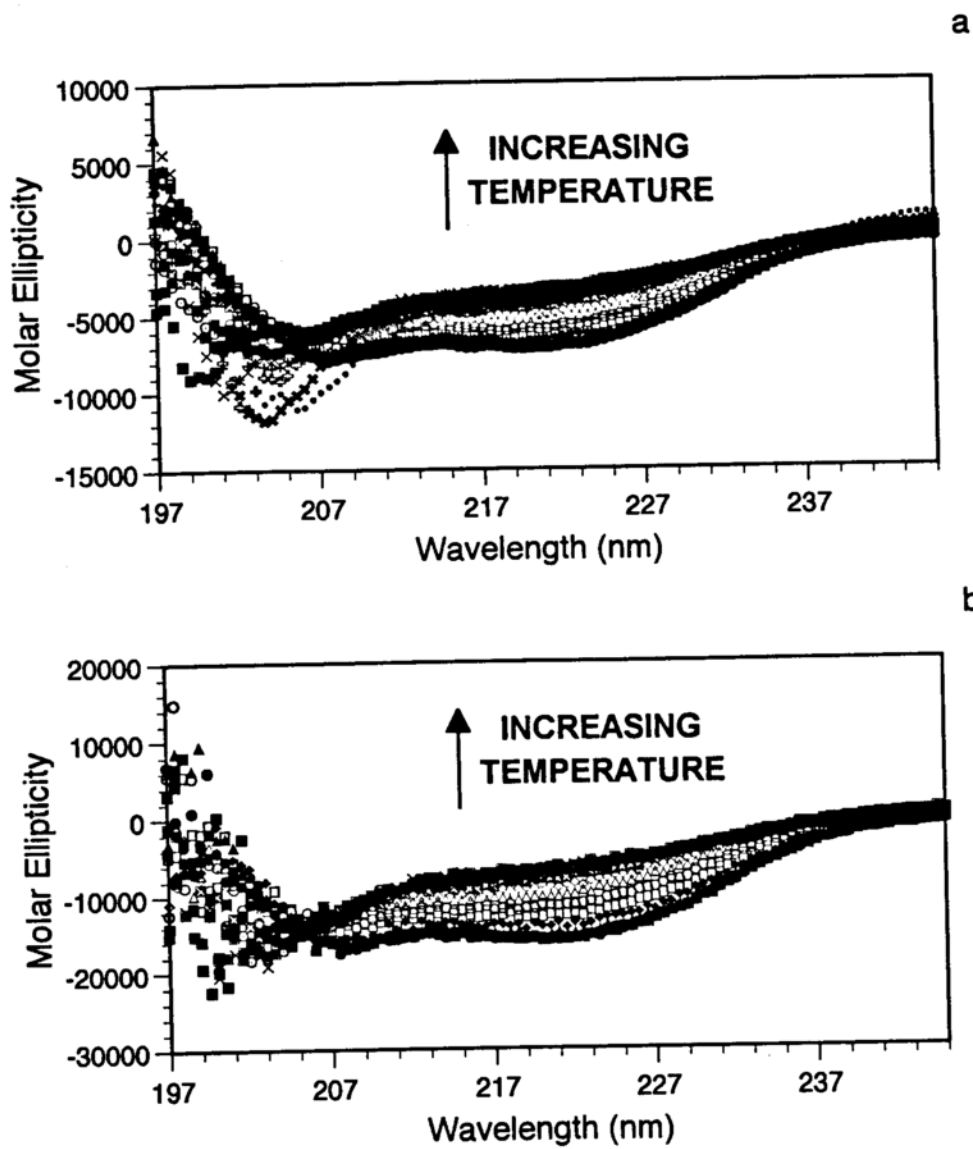 a
10000
5000
0
-5000
-10000
-15000
Molar Ellipticity
INCREASING
TEMPERATURE
197
207
217
227
237
Wavelength (nm)
b
20000
10000
0
-10000
-20000
-30000
Molar Ellipticity
INCREASING
TEMPERATURE
197
207
217
227
237
Wavelength (nm)